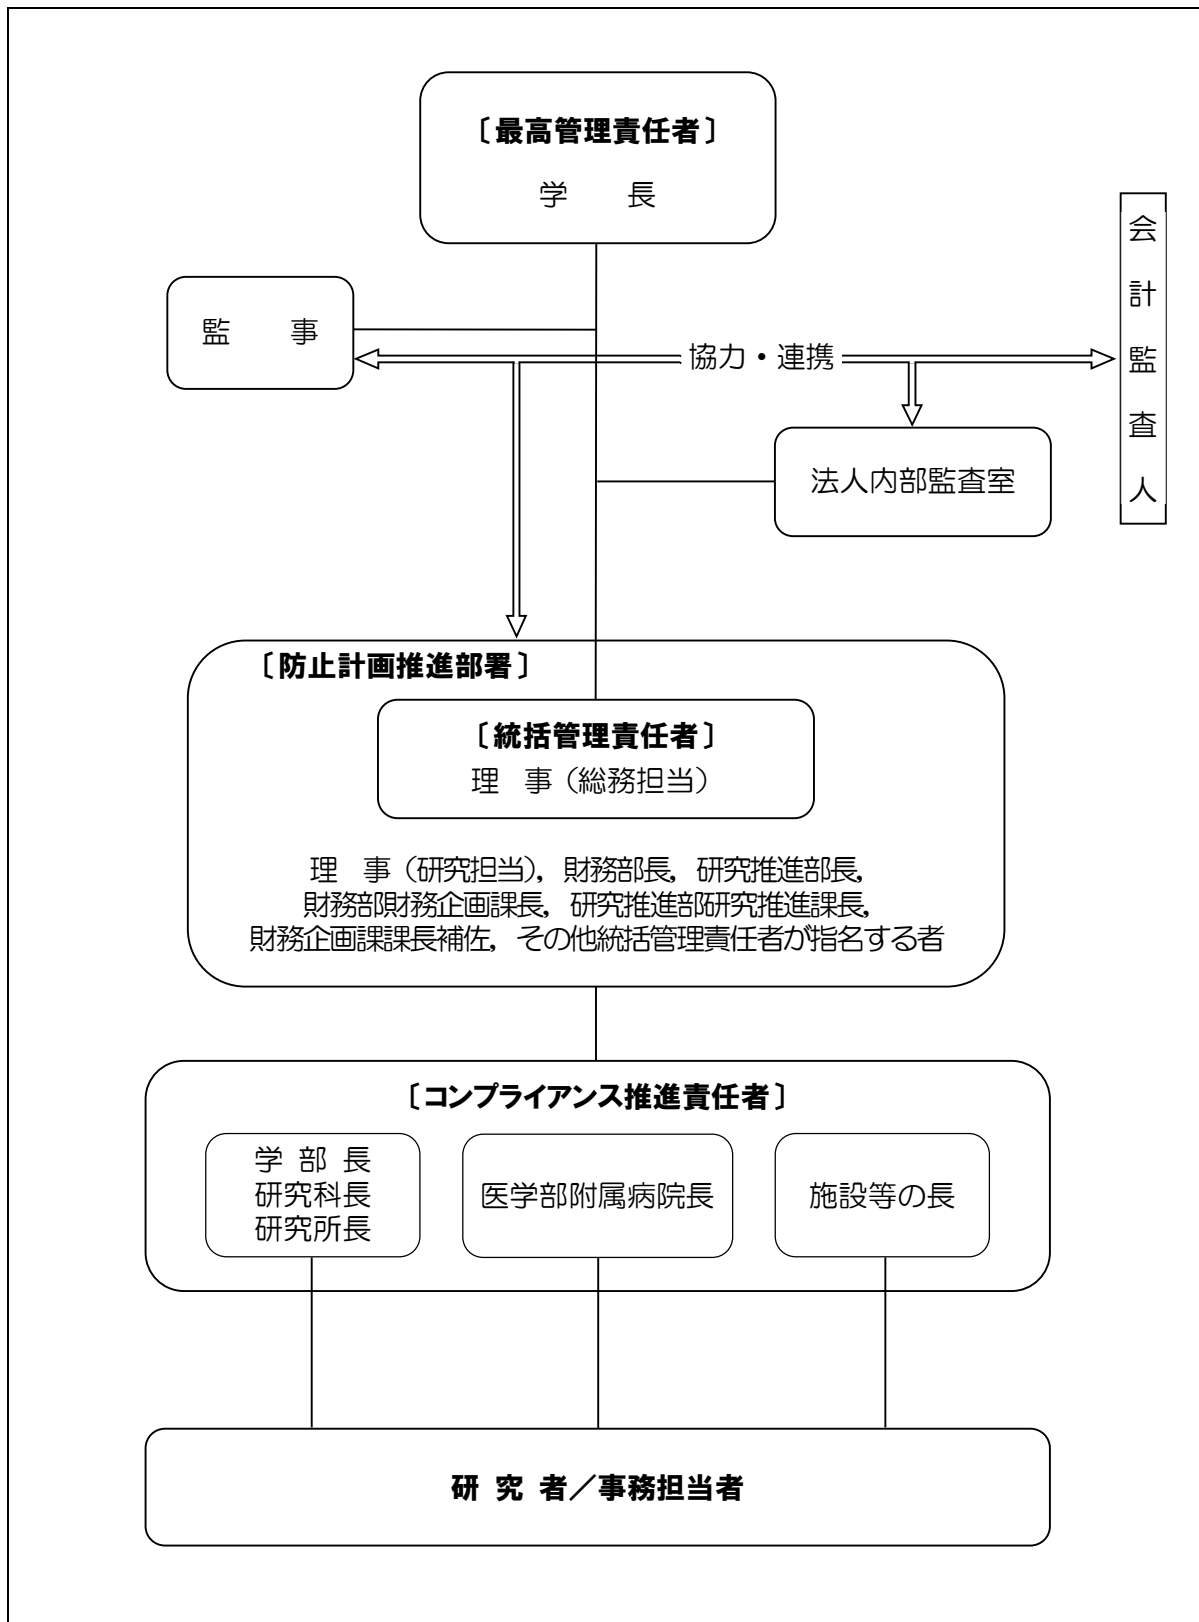 〔最高管理責任者〕
学　　長
会計監査人
監　　事
協力・連携
法人内部監査室
〔防止計画推進部署〕
〔統括管理責任者〕
理　事（総務担当）
理　事（研究担当），財務部長，研究推進部長，
財務部財務企画課長，研究推進部研究推進課長，
財務企画課課長補佐，その他統括管理責任者が指名する者
〔コンプライアンス推進責任者〕
学 部 長
研究科長
研究所長
医学部附属病院長
施設等の長
研 究 者／事務担当者